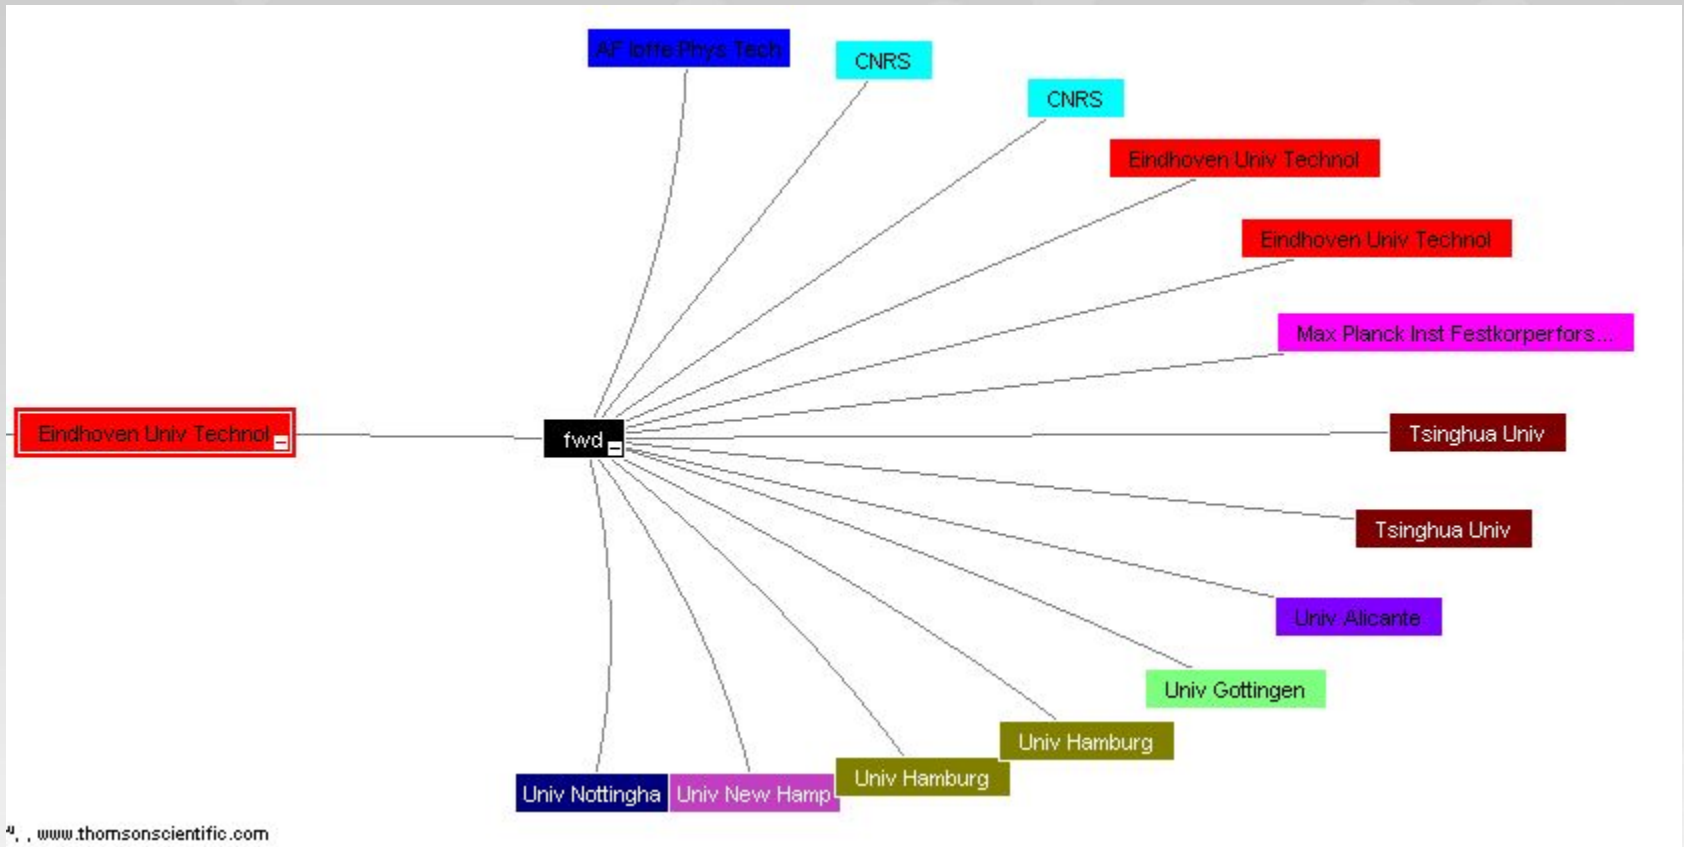 AF Ioffe Phys Tech
CNRS
CNRS
Eindhoven Univ Technol
Eindhoven Univ Technol
Max Planck Inst Festkorperfors...
Eindhoven Univ Technol
fwd
Tsinghua Univ
Tsinghua Univ
Univ Alicante
Univ Gottingen
Univ Hamburg
Univ Hamburg
Univ Nottingha
Univ New Hamp
, , www.thomsonscientific.com